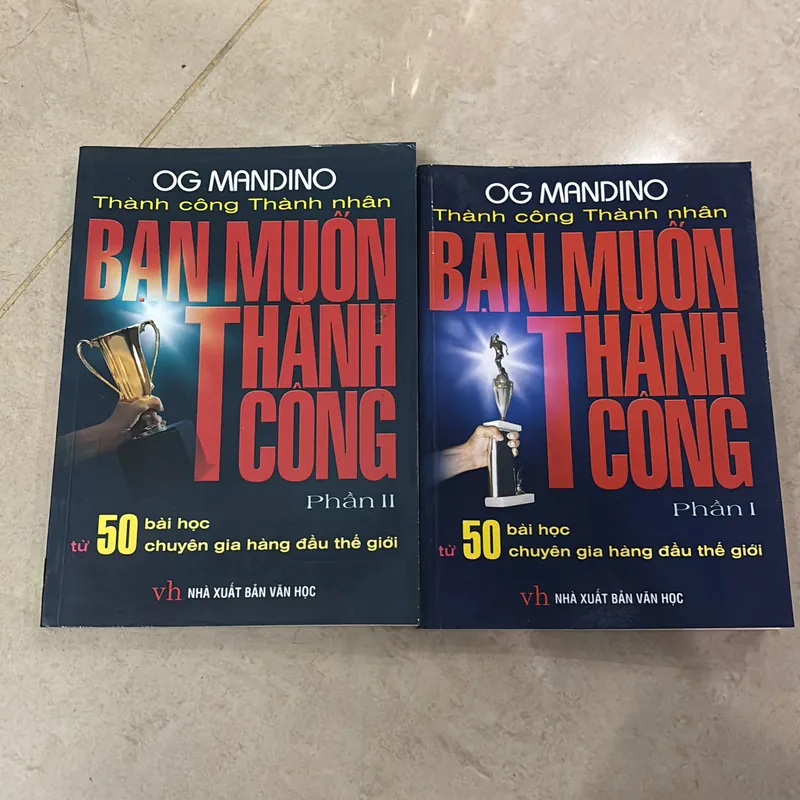 OG MANDINO
Thành công Thành nhân
BẠN MUỐN
THÀNH
CÔNG
Phần II
từ 50 bài học
chuyên gia hàng đầu thế giới
vh NHÀ XUẤT BẢN VĂN HỌC
OG MANDINO
Thành công Thành nhân
BẠN MUỐN
THÀNH
CÔNG
Phần I
từ 50 bài học
chuyên gia hàng đầu thế giới
vh NHÀ XUẤT BẢN VĂN HỌC